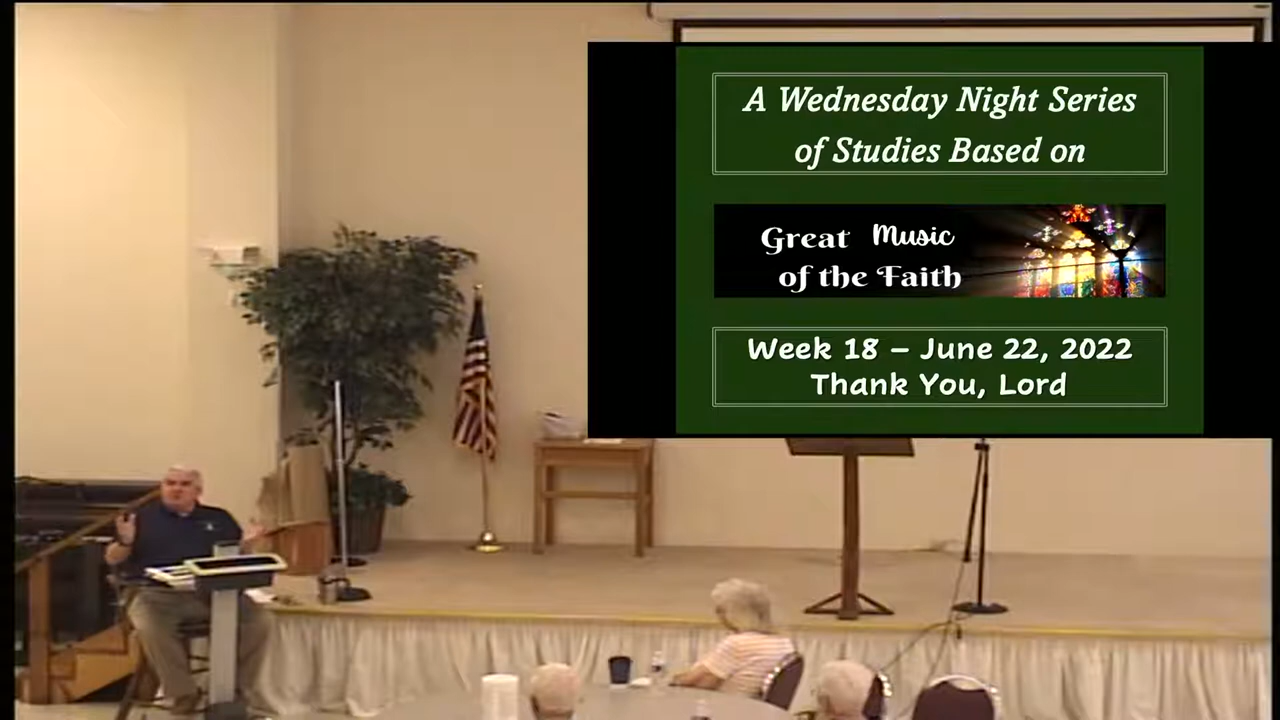 A Wednesday Night Series
of Studies Based on
Great Music
of the Faith
Week 18 – June 22, 2022
Thank You, Lord